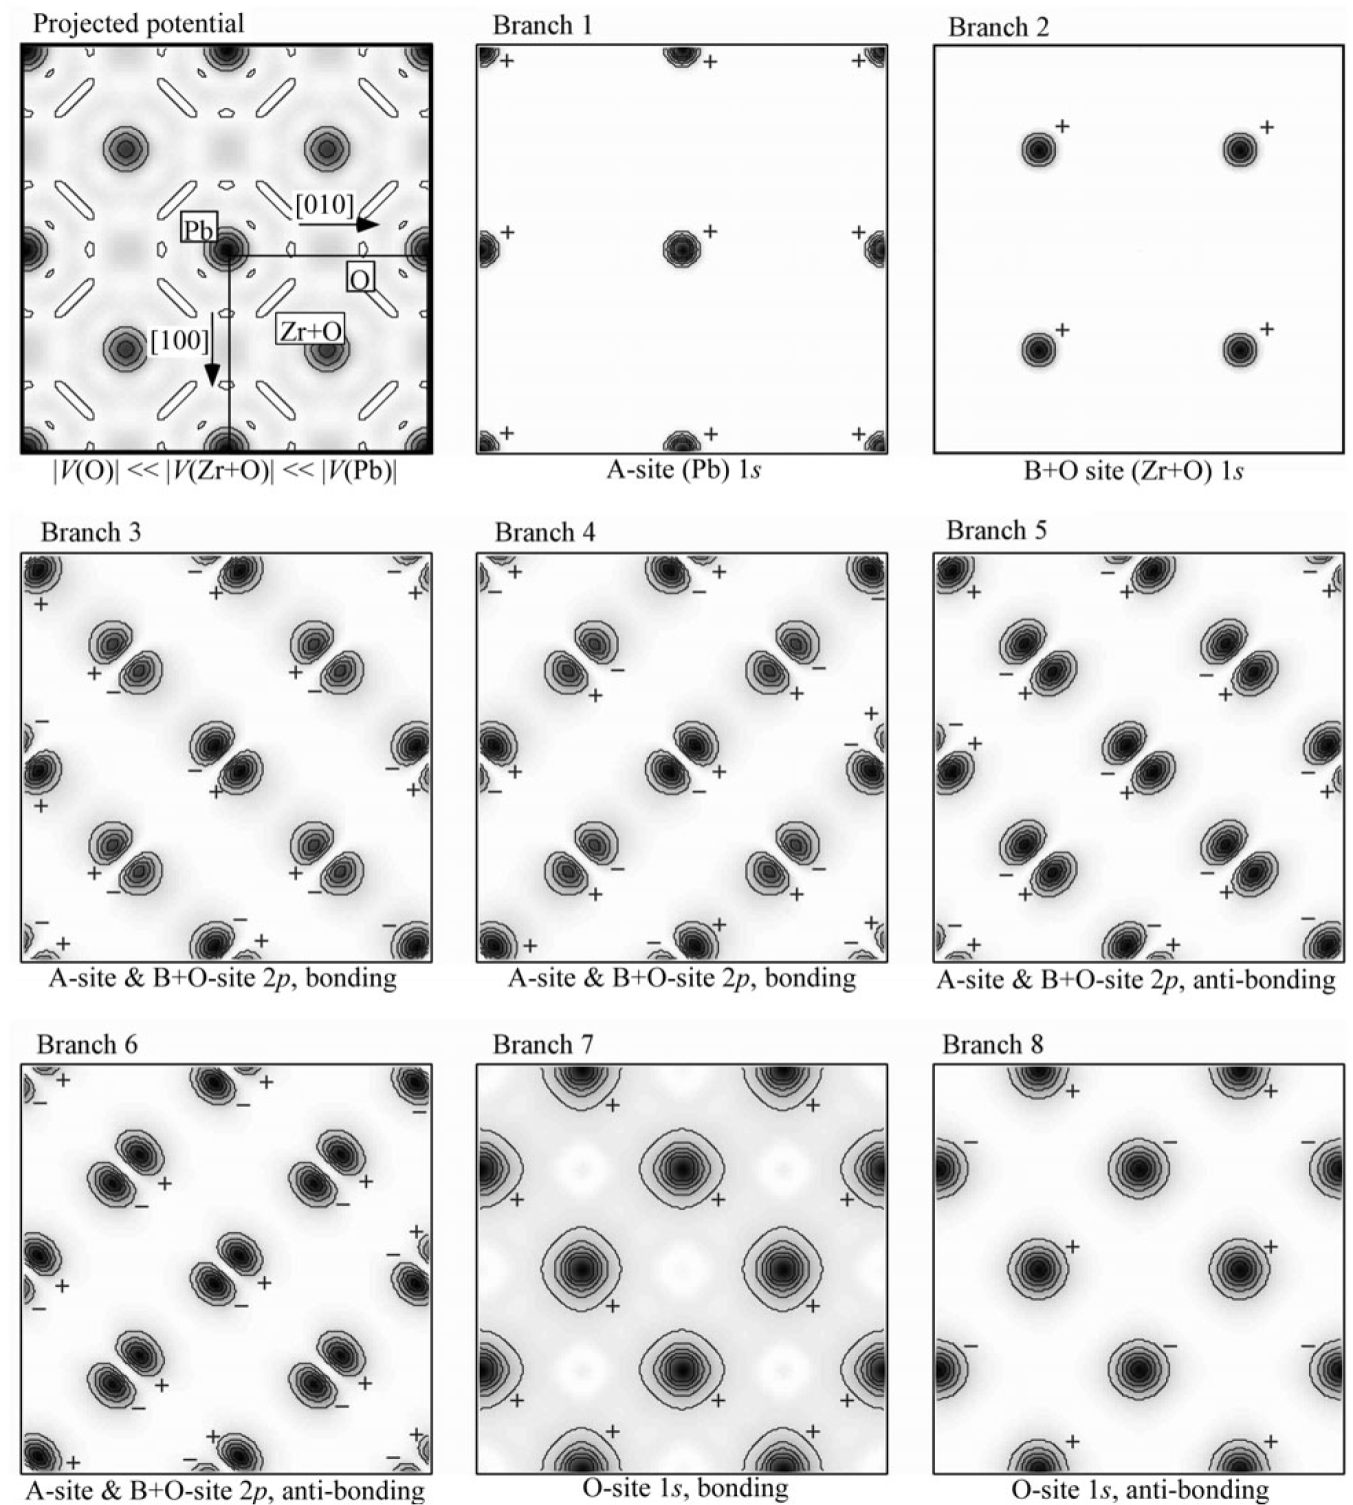 Projected potential
Branch 1
Branch 2
[010]
Pb
O
Zr+O
[100]
|V(O)| << |V(Zr+O)| << |V(Pb)|
A-site (Pb) 1s
B+O site (Zr+O) 1s
Branch 3
Branch 4
Branch 5
A-site & B+O-site 2p, bonding
A-site & B+O-site 2p, bonding
A-site & B+O-site 2p, anti-bonding
Branch 6
Branch 7
Branch 8
A-site & B+O-site 2p, anti-bonding
O-site 1s, bonding
O-site 1s, anti-bonding